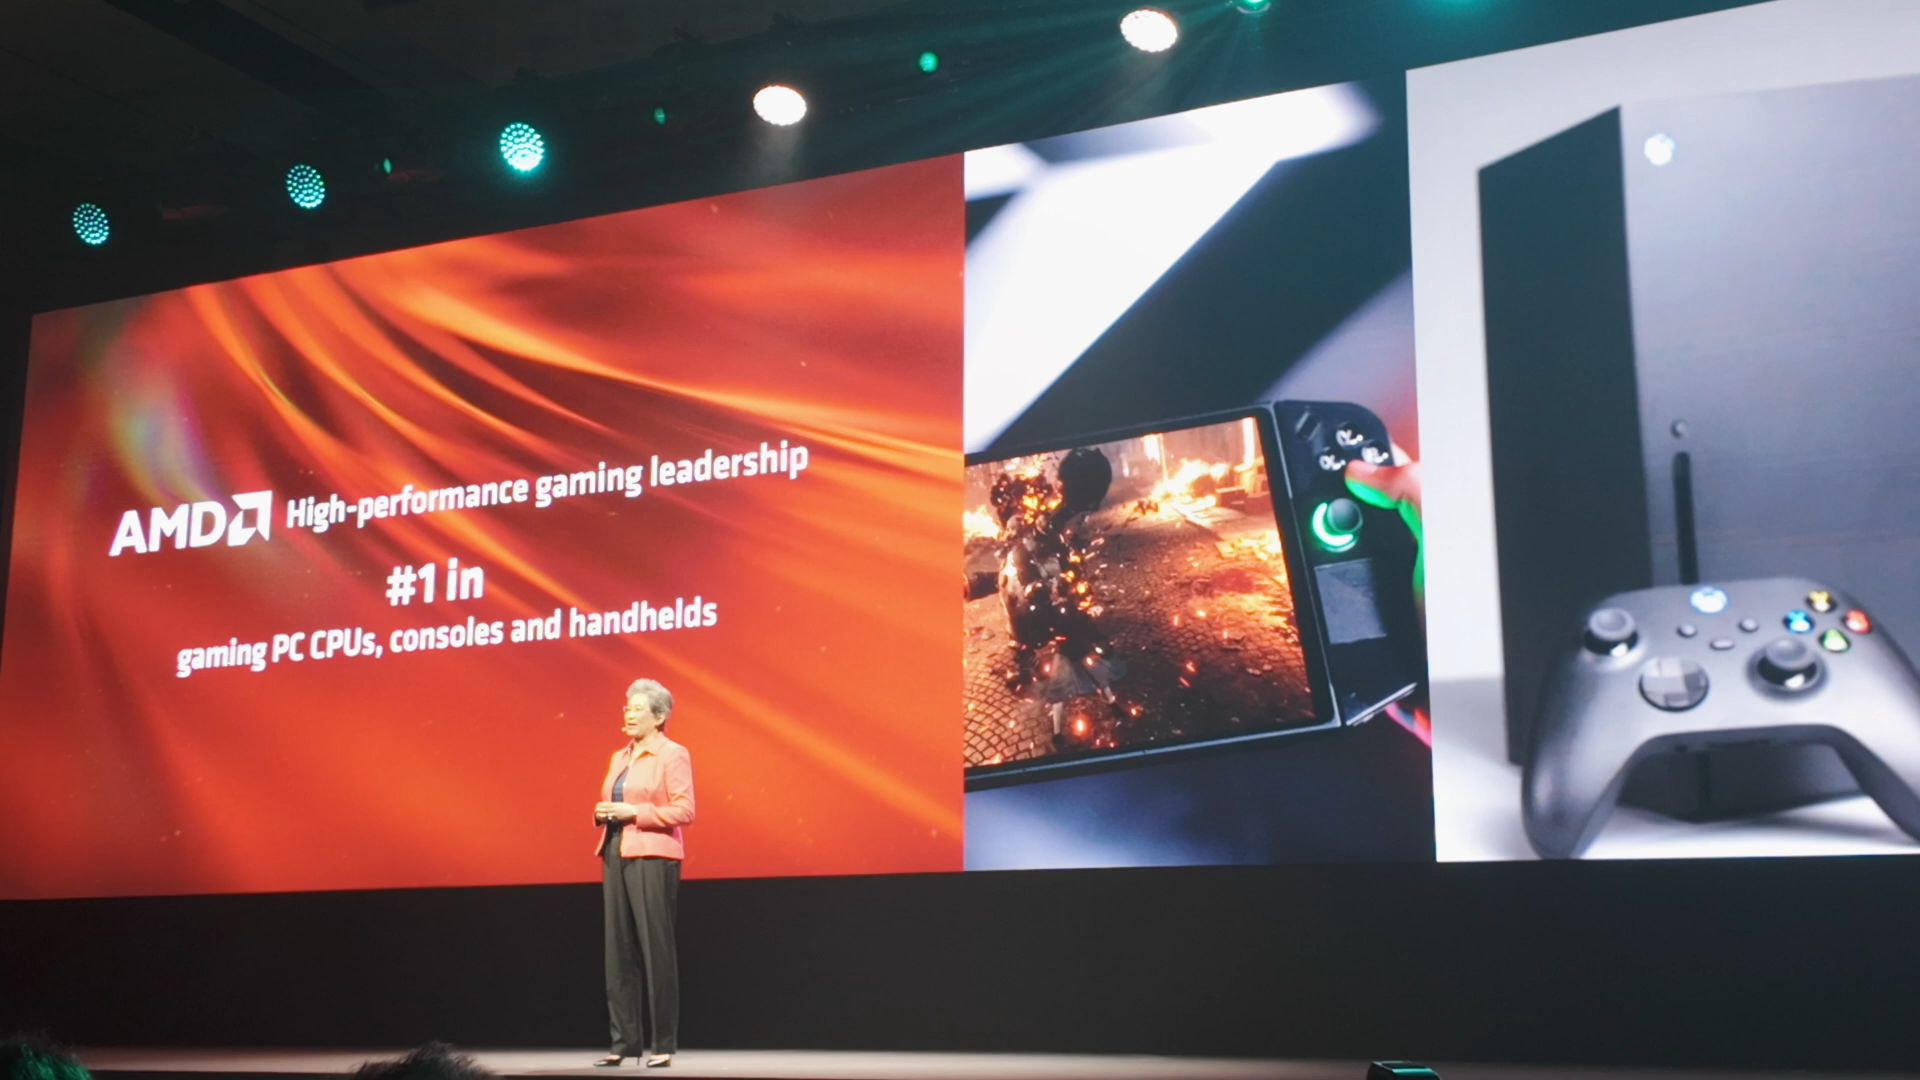 AMD High-performance gaming leadership
#1 in
gaming PC CPUs, consoles and handhelds